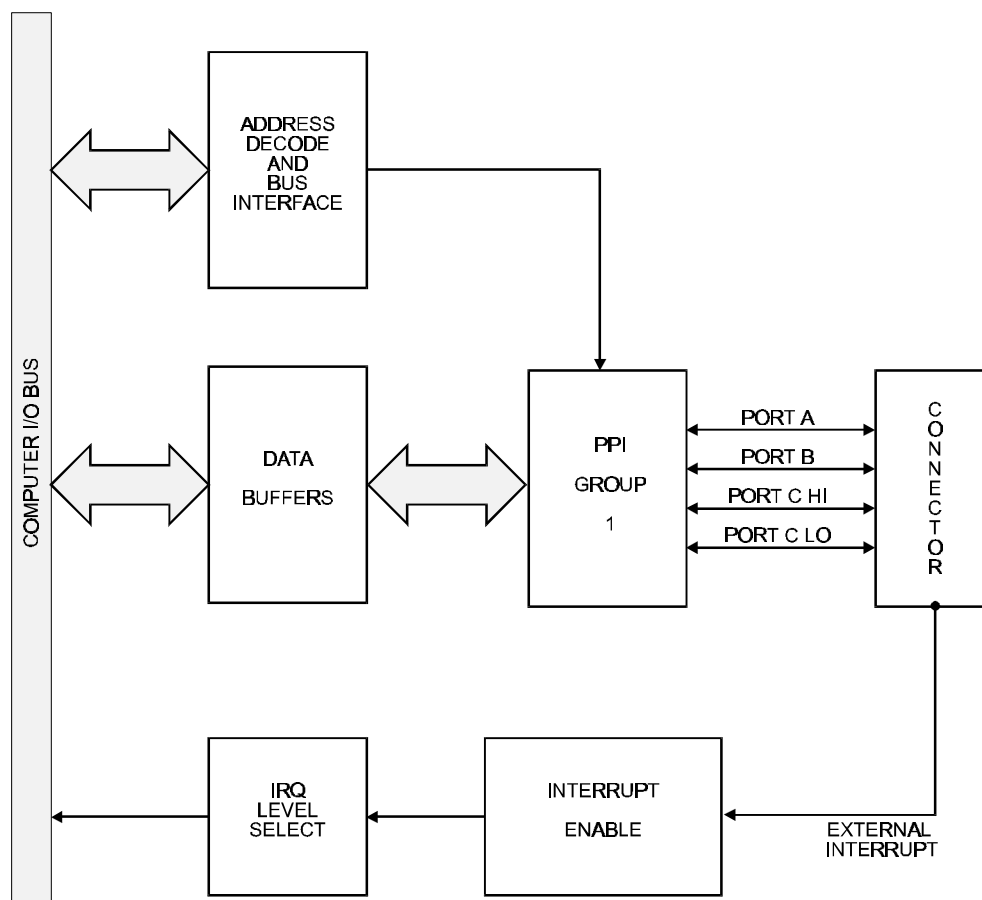 COMPUTER I/O BUS
ADDRESS
DECODE
AND
BUS
INTERFACE
DATA
BUFFERS
PPI
GROUP
1
PORT A
PORT B
PORT C HI
PORT C LO
CONNECTOR
IRQ
LEVEL
SELECT
INTERRUPT
ENABLE
EXTERNAL
INTERRUPT